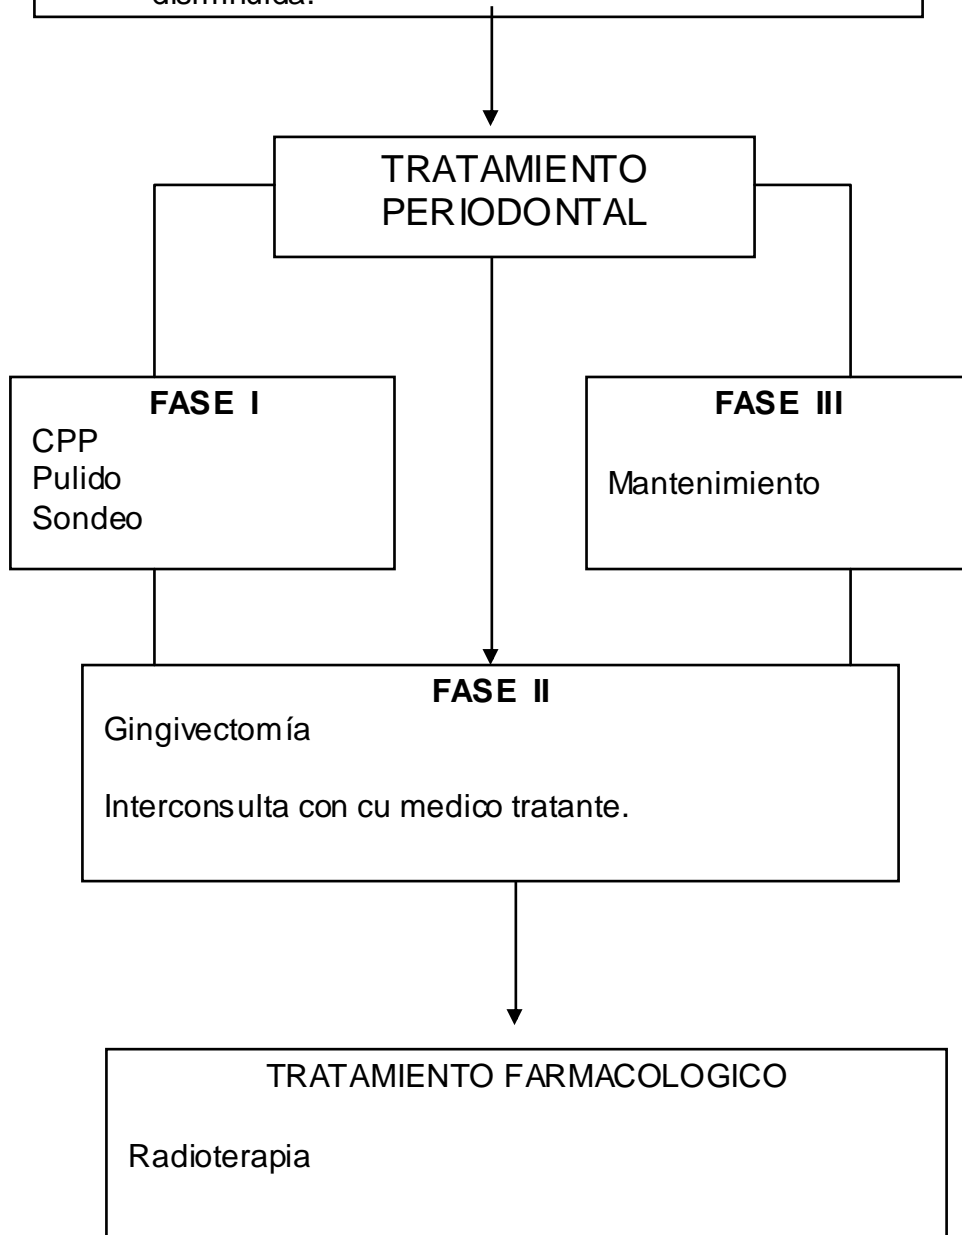 disminuida.
TRATAMIENTO
PERIODONTAL
FASE I
CPP
Pulido
Sondeo
FASE III
Mantenimiento
FASE II
Gingivectomía
Interconsulta con cu medico tratante.
TRATAMIENTO FARMACOLOGICO
Radioterapia